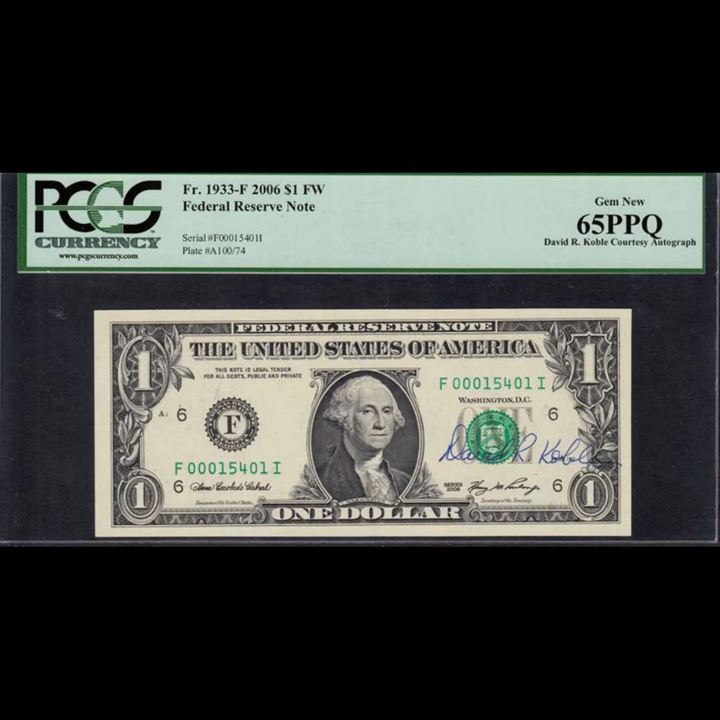 PCGS
CURRENCY
www.pcgscurrency.com
Fr. 1933-F 2006 $1 FW
Federal Reserve Note
Serial #F00015401I
Plate #A100/74
Gem New
65PPQ
David R. Koble Courtesy Autograph
FEDERAL RESERVE NOTE
THE UNITED STATES OF AMERICA
1
1
THIS NOTE IS LEGAL TENDER
FOR ALL DEBTS, PUBLIC AND PRIVATE
F 00015401 I
WASHINGTON, D.C.
6
F
ONE
6
David R Koble
F 00015401 I
6
SERIES
2006
6
1
1
ONE DOLLAR